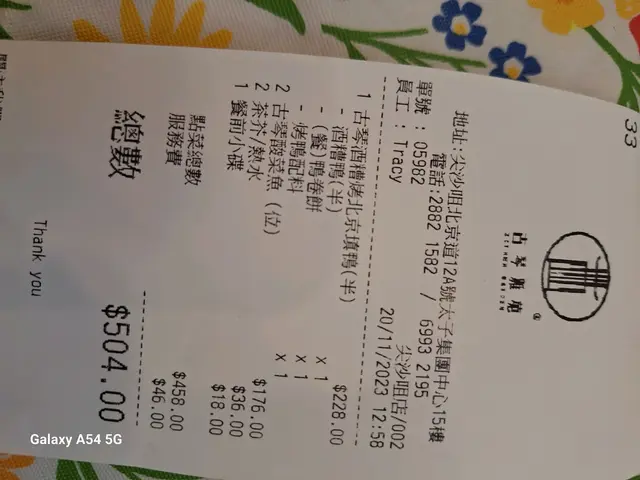 33
古琴雅苑
®
地址:尖沙咀北京道12A號太子集團中心15樓
電話:2882 1582 / 6993 2195
尖沙咀店/002
單號 : 05982 20/11/2023 12:58
員工 : Tracy
1 古琴酒糟烤北京填鴨(半) $228.00
- 酒糟鴨(半) x 1
- (餐)鴨卷餅 x 1
- 烤鴨配料 x 1
2 古琴酸菜魚 (位) $176.00
2 茶芥/熱水 $36.00
1 餐前小碟 $18.00
點菜總數 $458.00
服務費 $46.00
總數 $504.00
Thank you
Galaxy A54 5G